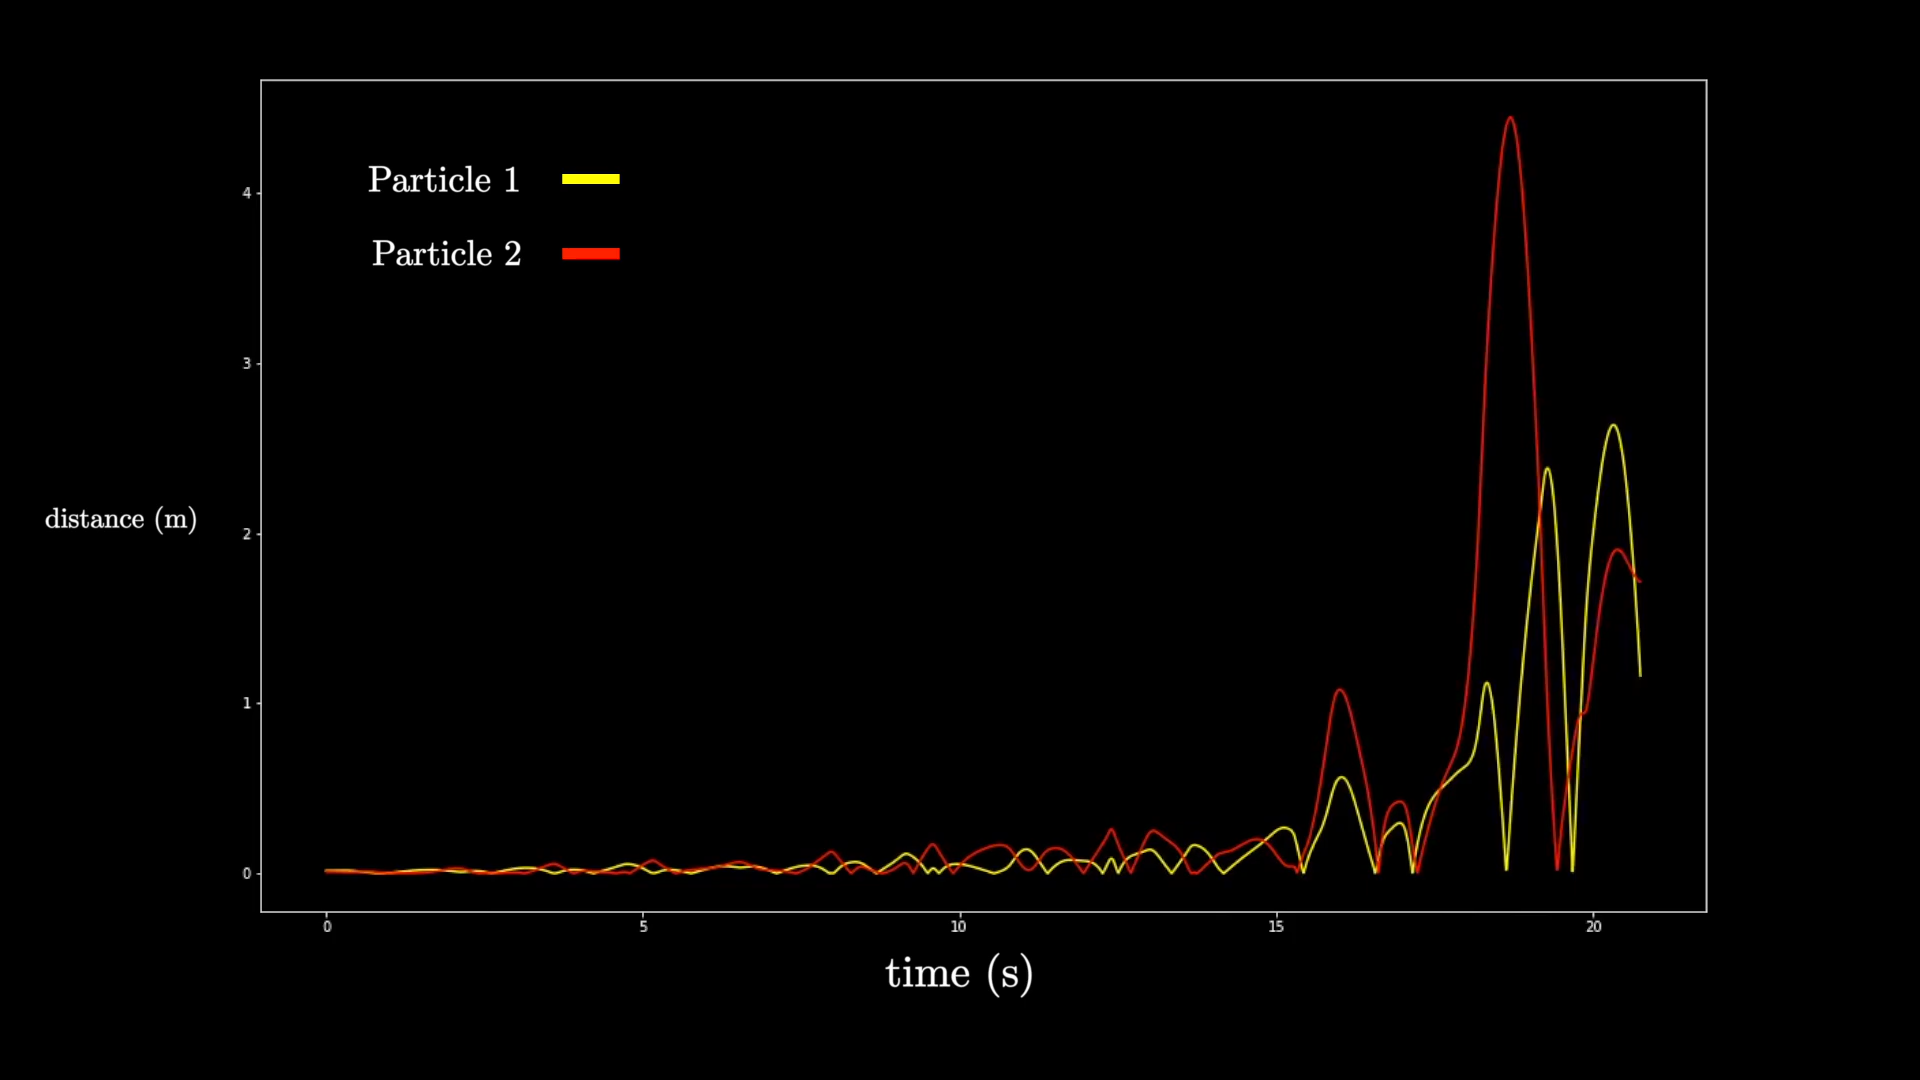 Particle 1
Particle 2
4
3
distance (m)
2
1
0
0 5 10 15 20
time (s)